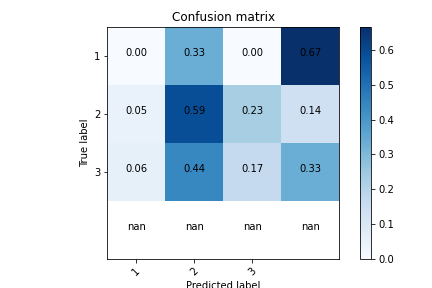 Confusion matrix
1 0.00 0.33 0.00 0.67
2 0.05 0.59 0.23 0.14
3 0.06 0.44 0.17 0.33
nan nan nan nan
True label
1 2 3
Predicted label
0.6
0.5
0.4
0.3
0.2
0.1
0.0